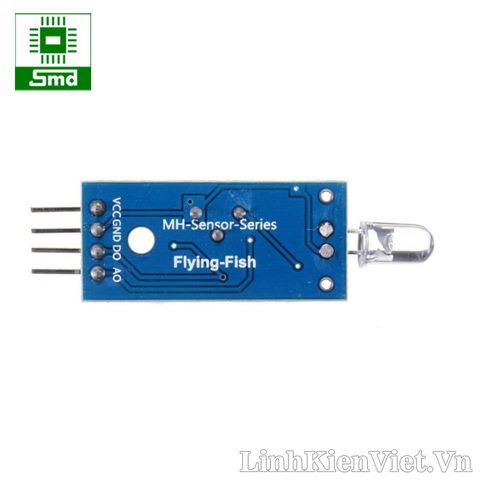 Smd
VCC GND DO AO
MH-Sensor-Series
Flying-Fish
LinhKienViet.Vn